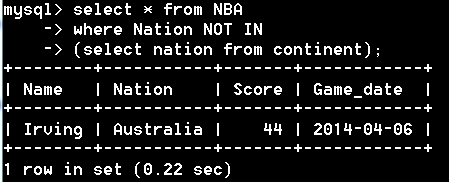 mysql> select * from NBA
    -> where Nation NOT IN
    -> (select nation from continent);
+--------+-----------+-------+------------+
| Name   | Nation    | Score | Game_date  |
+--------+-----------+-------+------------+
| Irving | Australia |    44 | 2014-04-06 |
+--------+-----------+-------+------------+
1 row in set (0.22 sec)